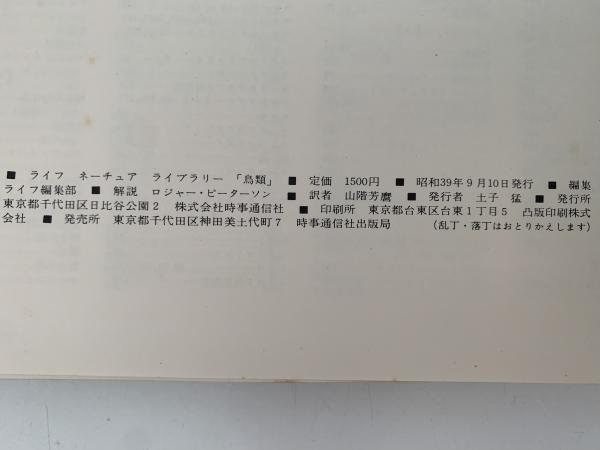 ■ ライフ ネーチュア ライブラリー 「鳥類」 ■ 定価 1500円 ■ 昭和39年9月10日発行 ■ 編集
ライフ編集部 ■ 解説 ロジャー・ピーターソン ■ 訳者 山階芳麿 ■ 発行者 土子 猛 ■ 発行所
東京都千代田区日比谷公園2 株式会社時事通信社 ■ 印刷所 東京都台東区台東1丁目5 凸版印刷株式
会社 ■ 発売所 東京都千代田区神田美土代町7 時事通信社出版局 （乱丁・落丁はおとりかえします）